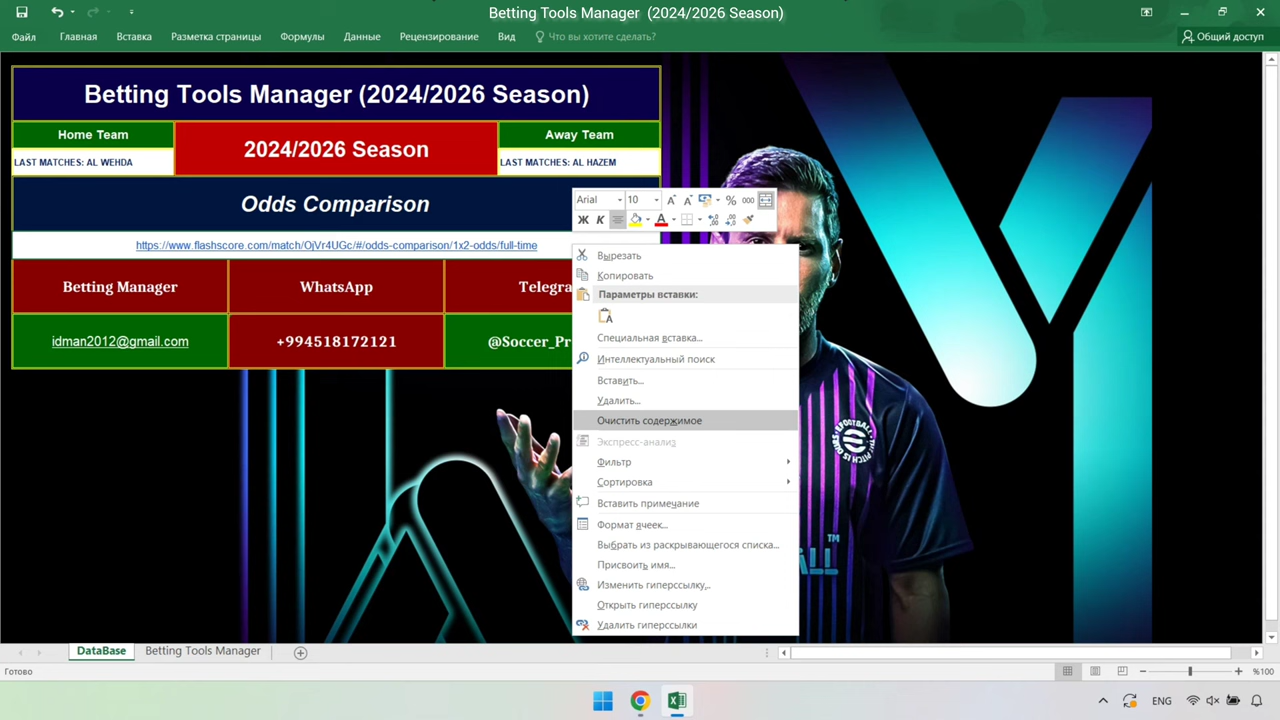 Betting Tools Manager (2024/2026 Season)
Файл Главная Вставка Разметка страницы Формулы Данные Рецензирование Вид Что вы хотите сделать? Общий доступ
Betting Tools Manager (2024/2026 Season)
Home Team
2024/2026 Season
Away Team
LAST MATCHES: AL WEHDA
LAST MATCHES: AL HAZEM
Odds Comparison
Arial 10 % 000
Ж К A
https://www.flashscore.com/match/OjVr4UGc/#/odds-comparison/1x2-odds/full-time
Betting Manager WhatsApp Telegra
idman2012@gmail.com +994518172121 @Soccer_Pr
Вырезать
Копировать
Параметры вставки:
Специальная вставка...
Интеллектуальный поиск
Вставить...
Удалить...
Очистить содержимое
Экспресс-анализ
Фильтр
Сортировка
Вставить примечание
Формат ячеек...
Выбрать из раскрывающегося списка...
Присвоить имя...
Изменить гиперссылку...
Открыть гиперссылку
Удалить гиперссылки
DataBase Betting Tools Manager
Готово %100
ENG